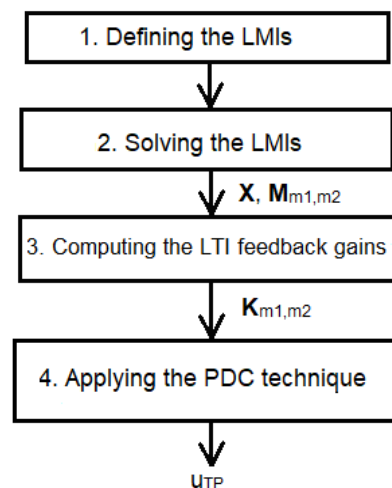 1. Defining the LMIs
2. Solving the LMIs
X, Mm1,m2
3. Computing the LTI feedback gains
Km1,m2
4. Applying the PDC technique
uTP